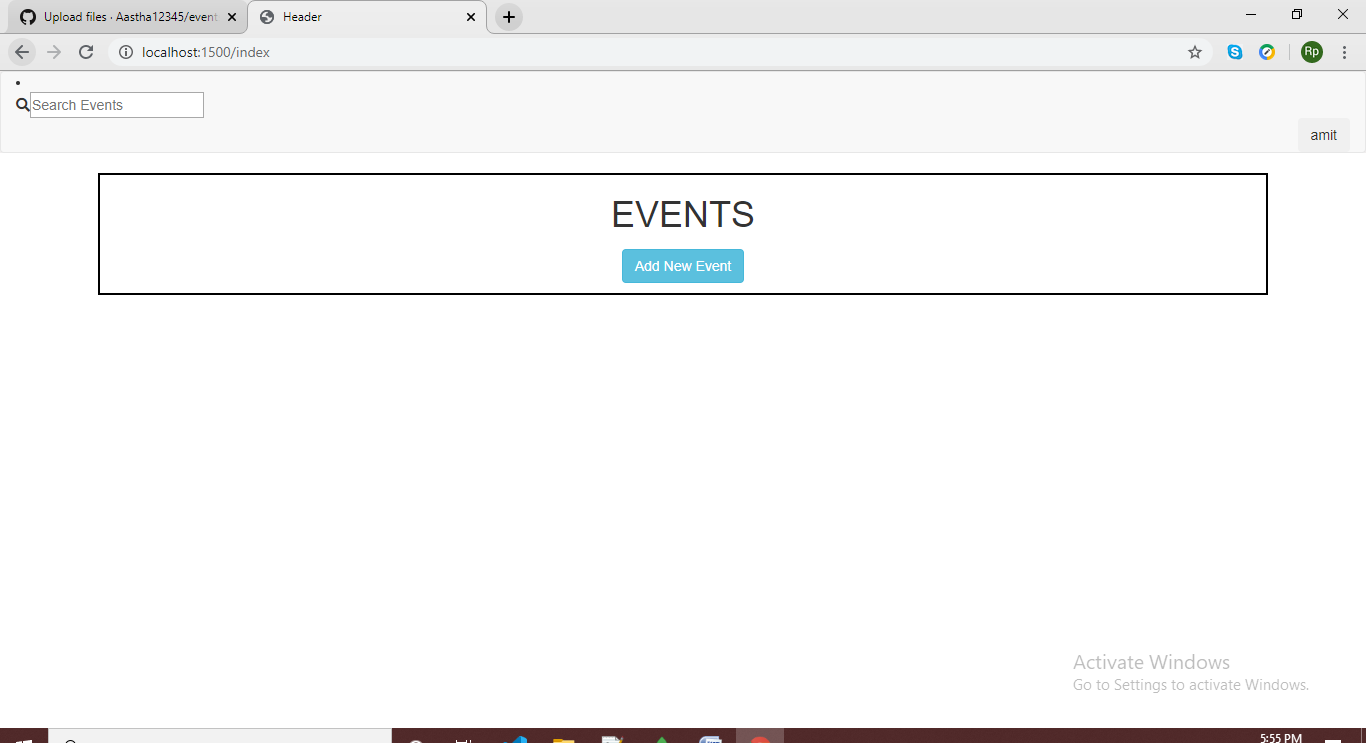 Upload files · Aastha12345/event
Header
localhost:1500/index
Rp
Search Events
amit
EVENTS
Add New Event
Activate Windows
Go to Settings to activate Windows.
5:55 PM